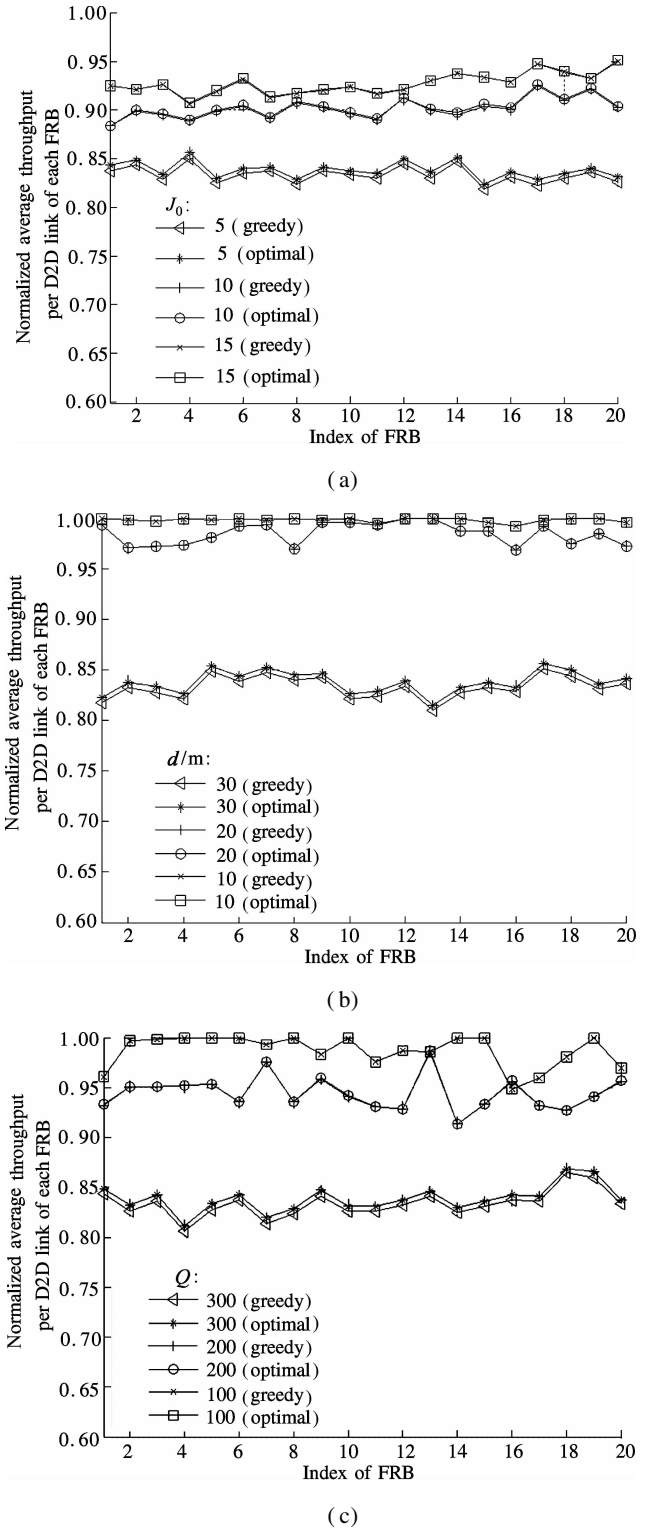 1.00
0.95
0.90
0.85
0.80
0.75
0.70
0.65
0.60
Normalized average throughput
per D2D link of each FRB
J₀:
5 (greedy)
5 (optimal)
10 (greedy)
10 (optimal)
15 (greedy)
15 (optimal)
2 4 6 8 10 12 14 16 18 20
Index of FRB
(a)
1.00
0.95
0.90
0.85
0.80
0.75
0.70
0.65
0.60
Normalized average throughput
per D2D link of each FRB
d/m:
30 (greedy)
30 (optimal)
20 (greedy)
20 (optimal)
10 (greedy)
10 (optimal)
2 4 6 8 10 12 14 16 18 20
Index of FRB
(b)
1.00
0.95
0.90
0.85
0.80
0.75
0.70
0.65
0.60
Normalized average throughput
per D2D link of each FRB
Q:
300 (greedy)
300 (optimal)
200 (greedy)
200 (optimal)
100 (greedy)
100 (optimal)
2 4 6 8 10 12 14 16 18 20
Index of FRB
(c)